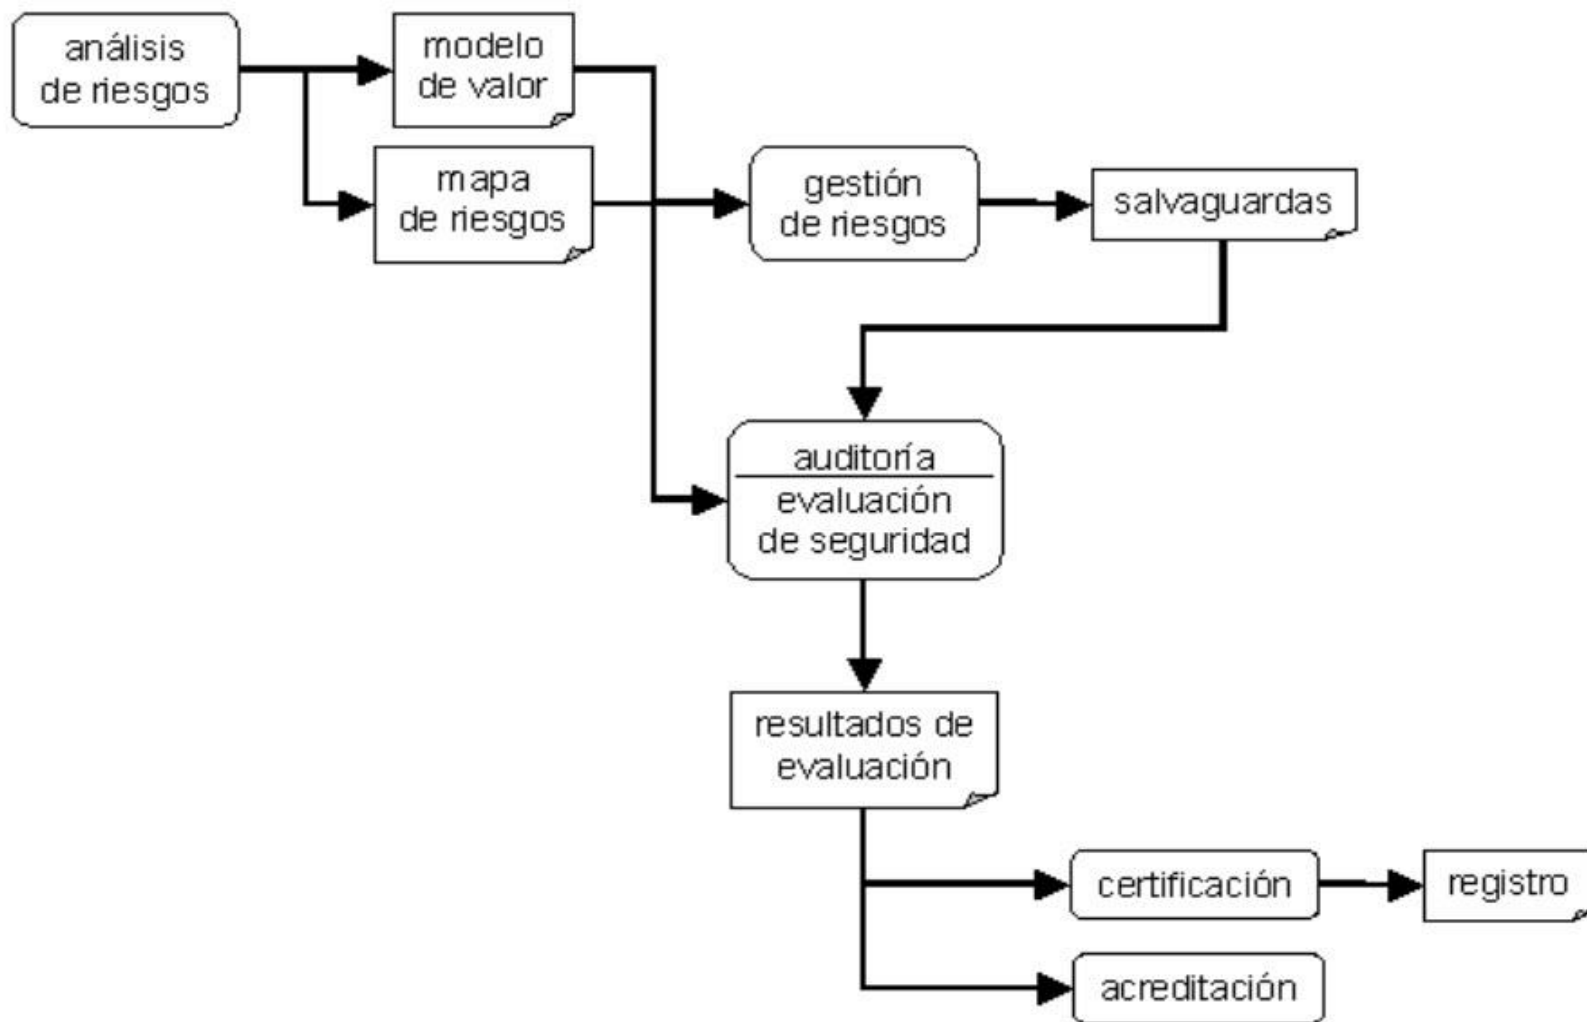 análisis
de riesgos
modelo
de valor
mapa
de riesgos
gestión
de riesgos
salvaguardas
auditoría
evaluación
de seguridad
resultados de
evaluación
certificación
registro
acreditación